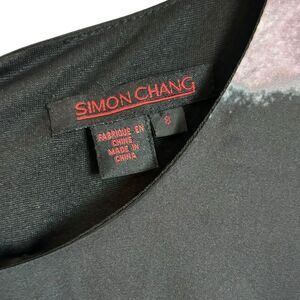 SIMON CHANG
8
FABRIQUE EN
CHINE
MADE IN
CHINA